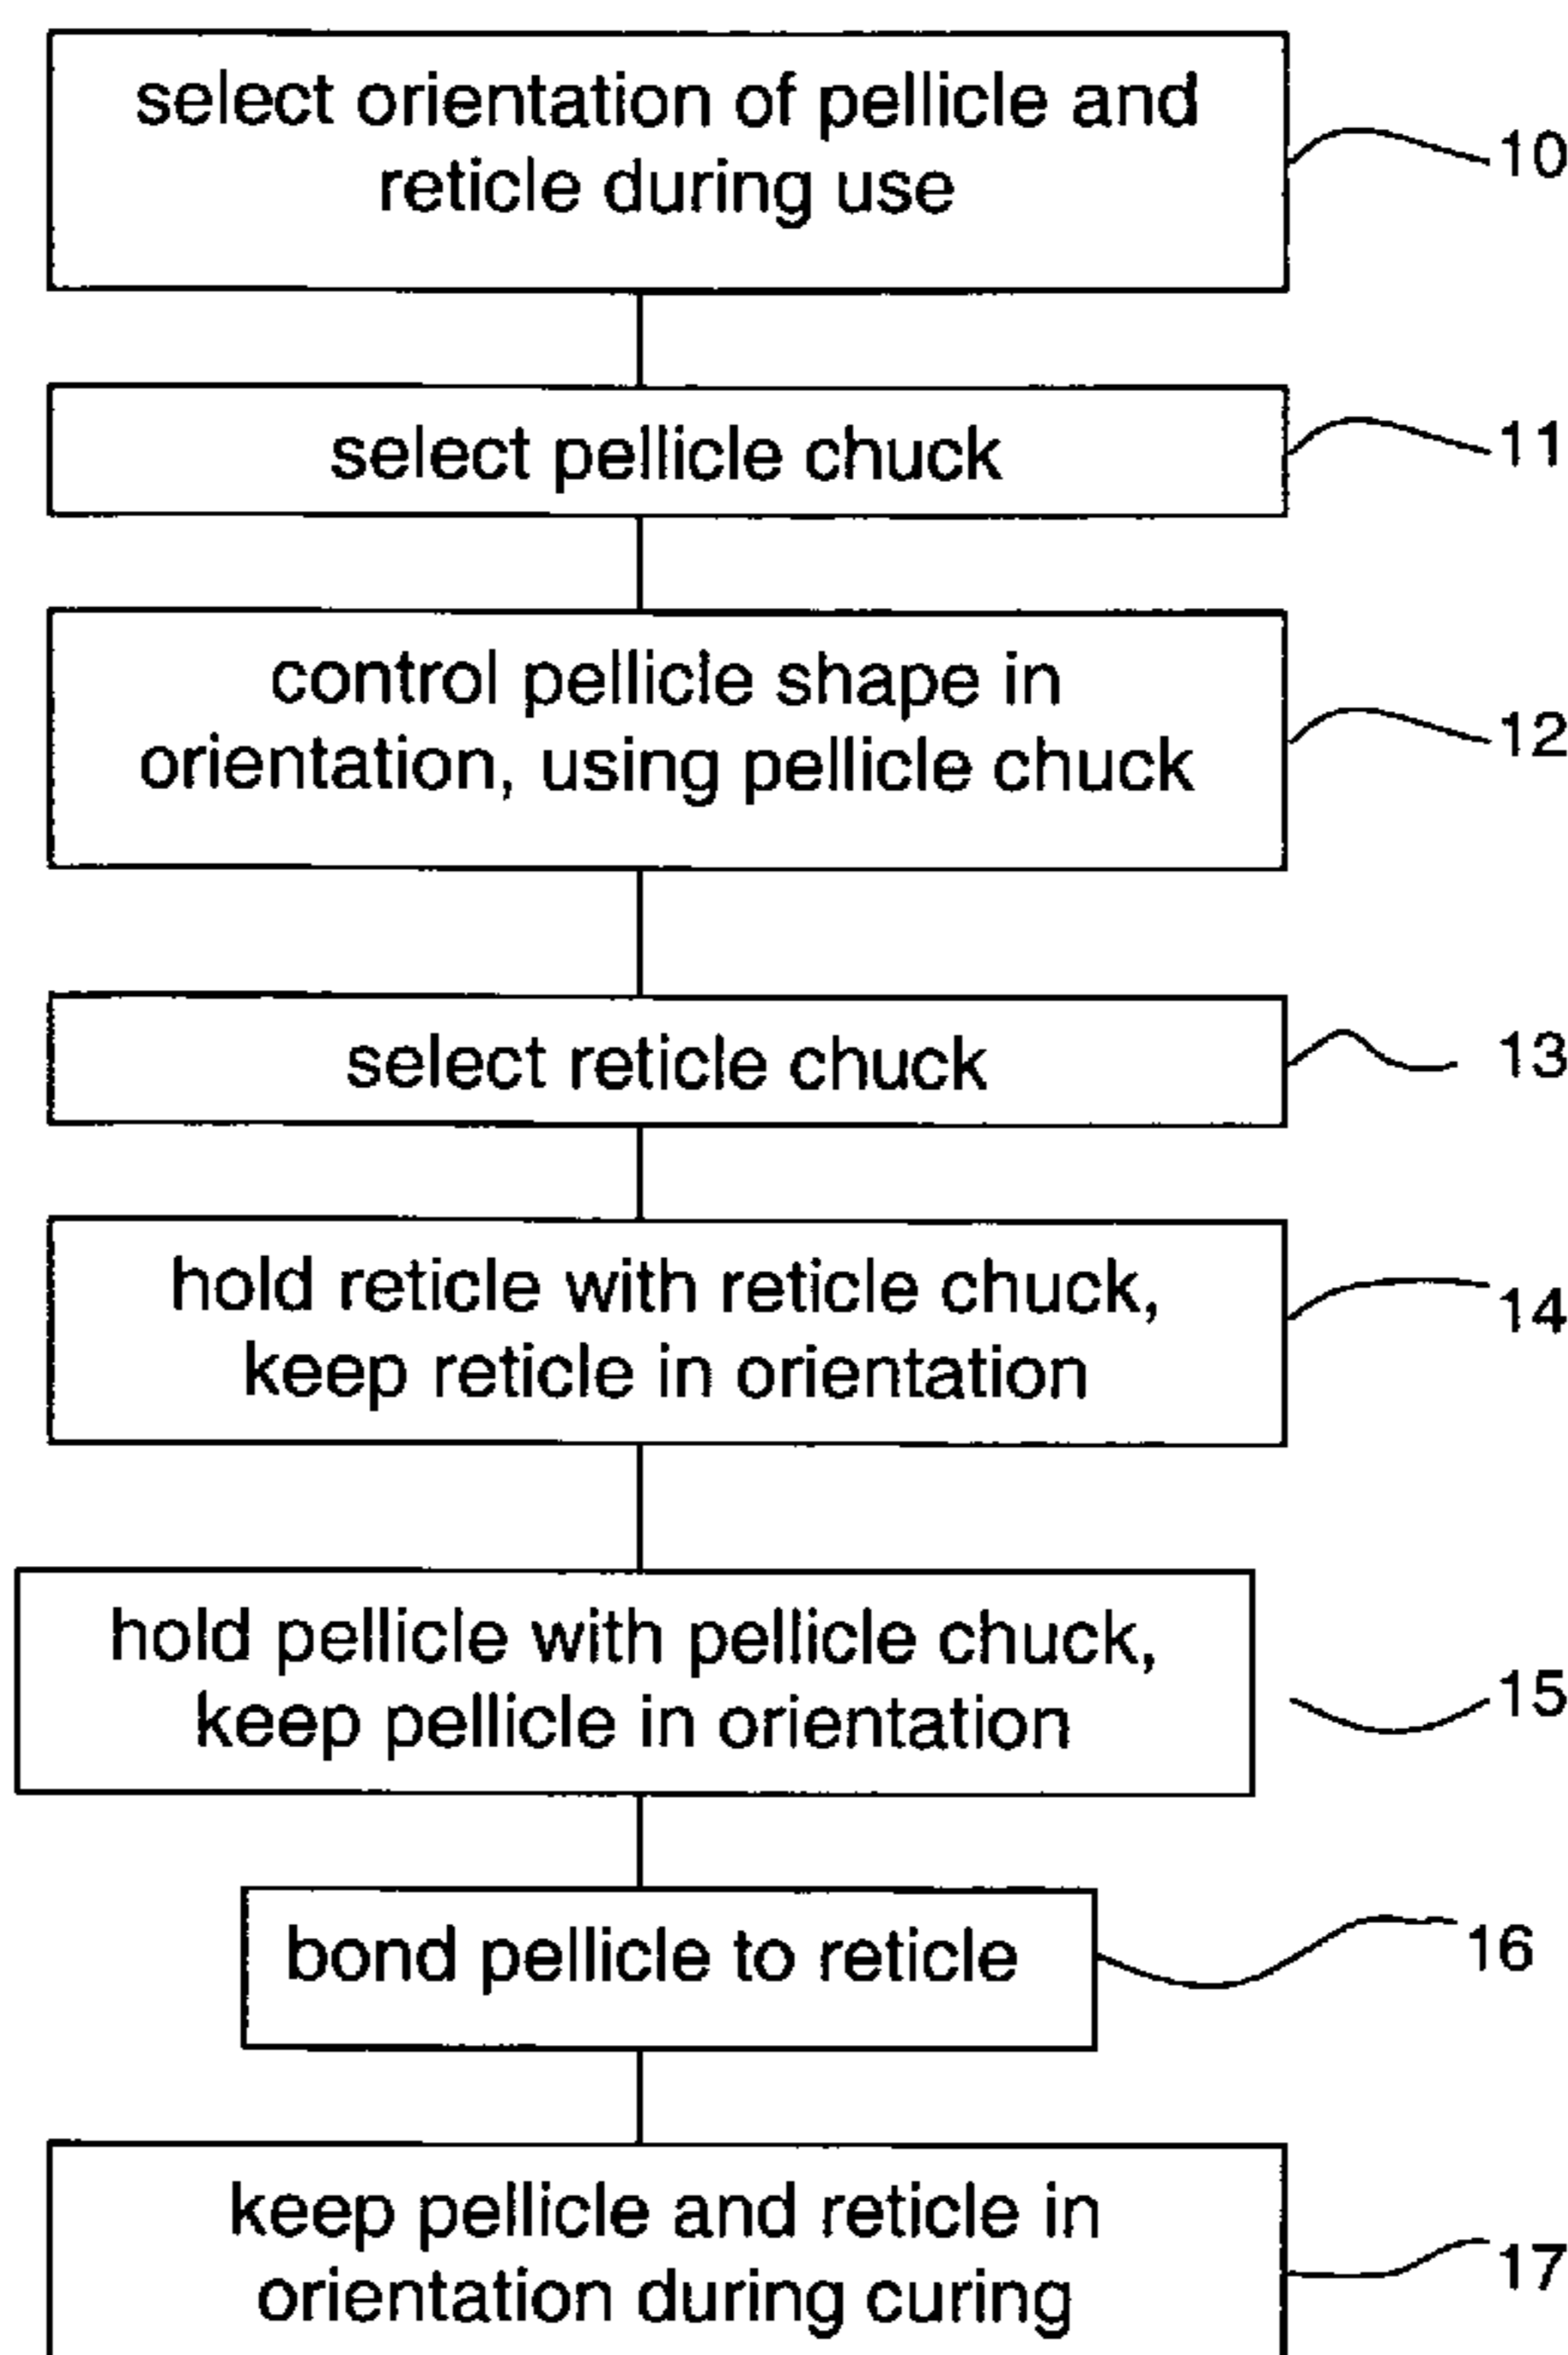 select orientation of pellicle and
reticle during use
10
select pellicle chuck
11
control pellicle shape in
orientation, using pellicle chuck
12
select reticle chuck
13
hold reticle with reticle chuck,
keep reticle in orientation
14
hold pellicle with pellicle chuck,
keep pellicle in orientation
15
bond pellicle to reticle
16
keep pellicle and reticle in
orientation during curing
17